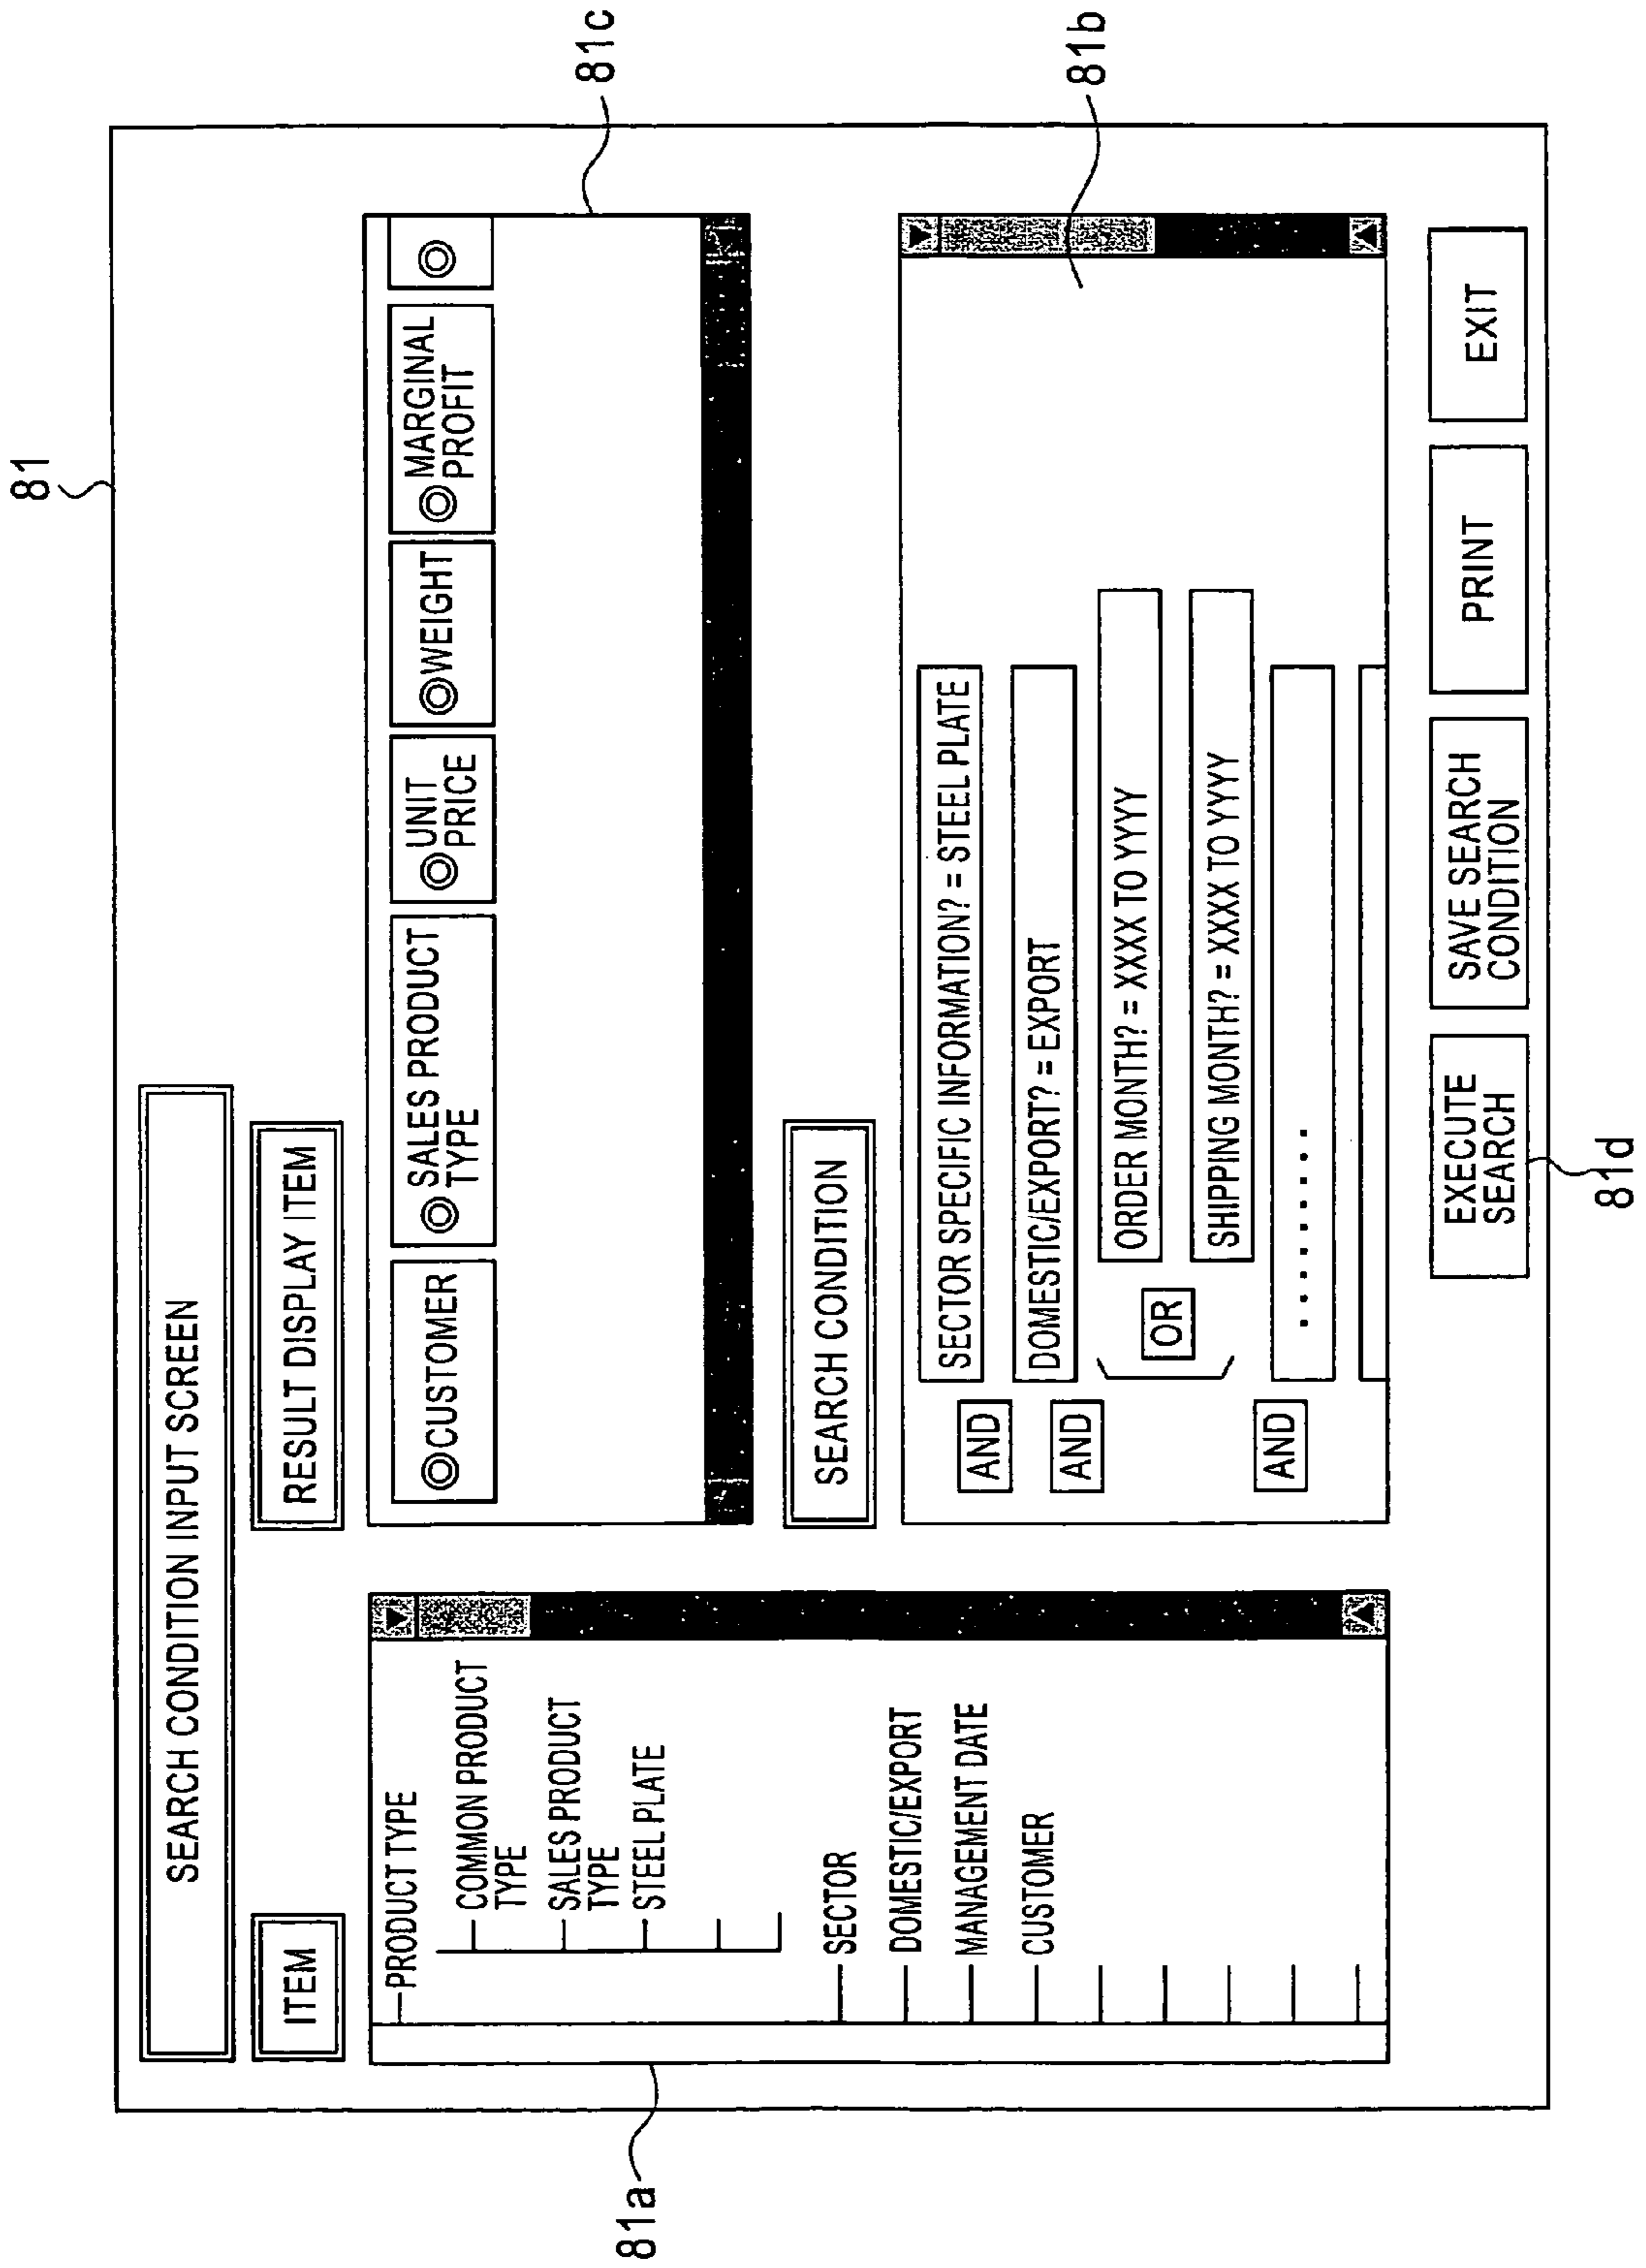 81
SEARCH CONDITION INPUT SCREEN
ITEM
RESULT DISPLAY ITEM
81c
PRODUCT TYPE
COMMON PRODUCT
TYPE
SALES PRODUCT
TYPE
STEEL PLATE
SECTOR
DOMESTIC/EXPORT
MANAGEMENT DATE
CUSTOMER
81a
CUSTOMER
SALES PRODUCT
TYPE
UNIT
PRICE
WEIGHT
MARGINAL
PROFIT
SEARCH CONDITION
SECTOR SPECIFIC INFORMATION? = STEEL PLATE
AND
DOMESTIC/EXPORT? = EXPORT
AND
ORDER MONTH? = XXXX TO YYYY
OR
SHIPPING MONTH? = XXXX TO YYYY
AND
.........
81b
EXECUTE
SEARCH
SAVE SEARCH
CONDITION
PRINT
EXIT
81d